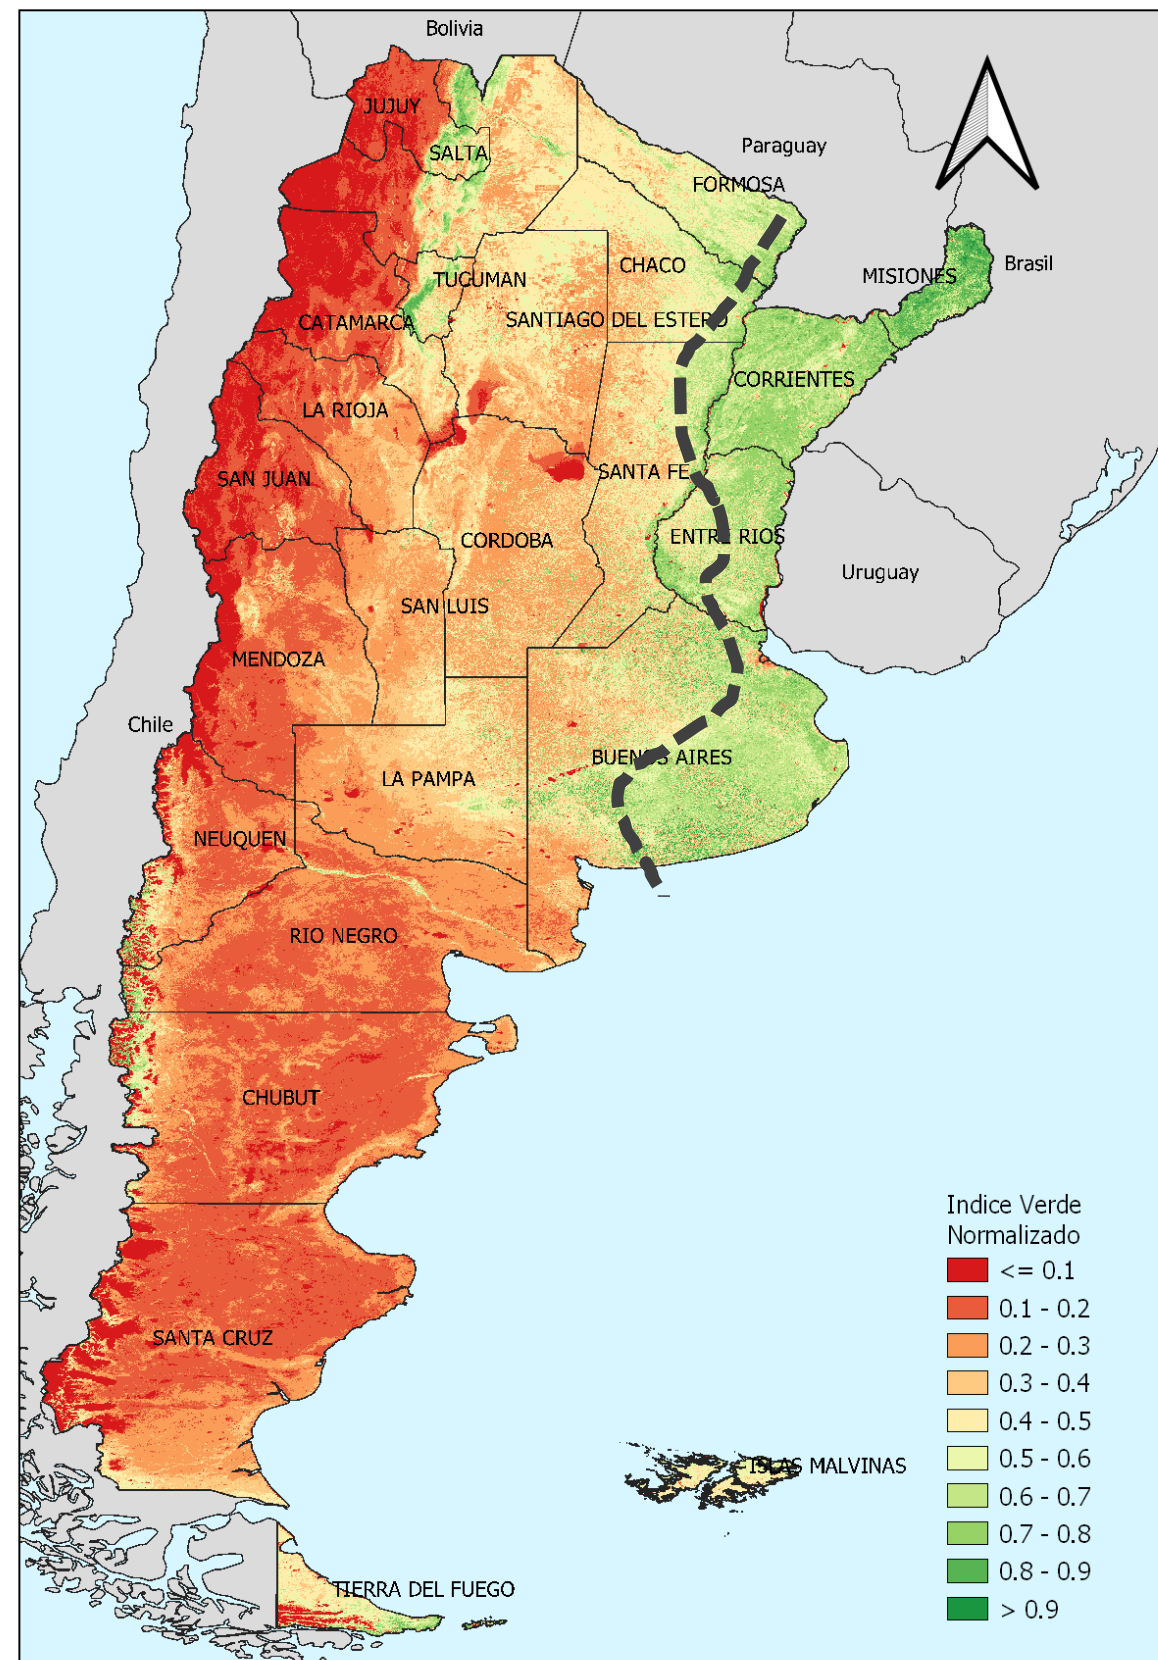 Bolivia
JUJUY
Paraguay
SALTA
FORMOSA
Brasil
CHACO
MISIONES
TUCUMAN
CATAMARCA
SANTIAGO DEL ESTERO
CORRIENTES
LA RIOJA
SAN JUAN
SANTA FE
CORDOBA
ENTRE RIOS
Uruguay
SAN LUIS
MENDOZA
Chile
BUENOS AIRES
LA PAMPA
NEUQUEN
RIO NEGRO
CHUBUT
Indice Verde
Normalizado
<= 0.1
0.1 - 0.2
SANTA CRUZ
0.2 - 0.3
0.3 - 0.4
0.4 - 0.5
0.5 - 0.6
ISLAS MALVINAS
0.6 - 0.7
0.7 - 0.8
0.8 - 0.9
TIERRA DEL FUEGO
> 0.9